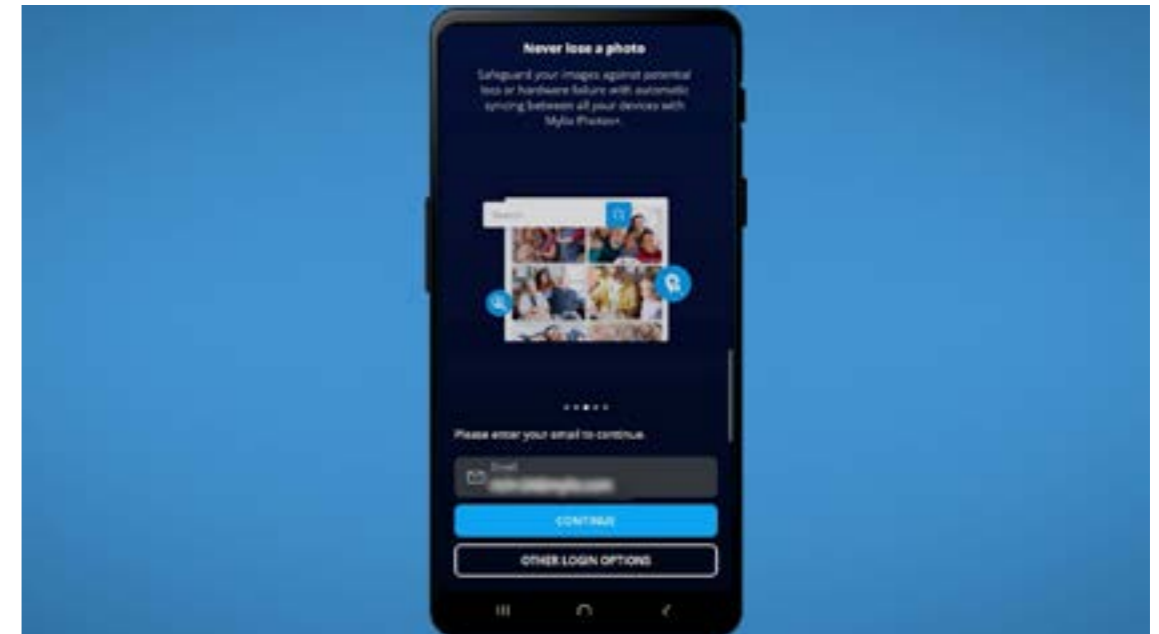 Never lose a photo
Safeguard your images against potential
loss or hardware failure with automatic
syncing between all your devices with
Mylio Photos+.
Search
Please enter your email to continue.
Email
CONTINUE
OTHER LOGIN OPTIONS